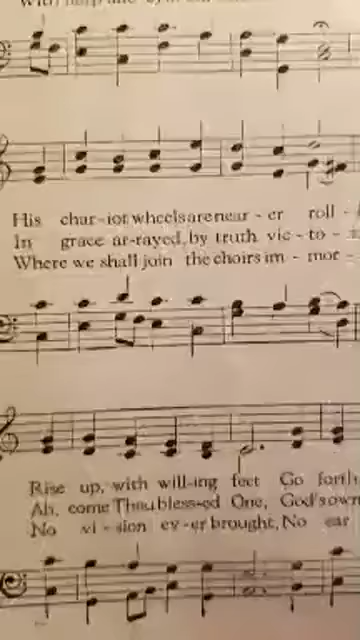 His char-iot wheels are near - er roll -
In grace ar-rayed, by truth vic - to -
Where we shall join the choirs im - mor -
Rise up, with will-ing feet Go forth
Ah, come Thou bless-ed One, God's own
No vi - sion ev-er brought, No ear